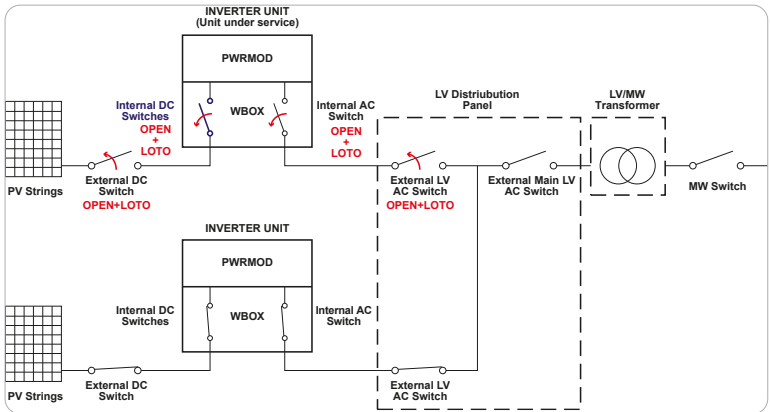 INVERTER UNIT
(Unit under service)
PWRMOD
WBOX
Internal DC
Switches
OPEN
+
LOTO
Internal AC
Switch
OPEN
+
LOTO
LV Distriubution
Panel
LV/MW
Transformer
PV Strings
External DC
Switch
OPEN+LOTO
External LV
AC Switch
OPEN+LOTO
External Main LV
AC Switch
MW Switch
INVERTER UNIT
PWRMOD
Internal DC
Switches
WBOX
Internal AC
Switch
PV Strings
External DC
Switch
External LV
AC Switch